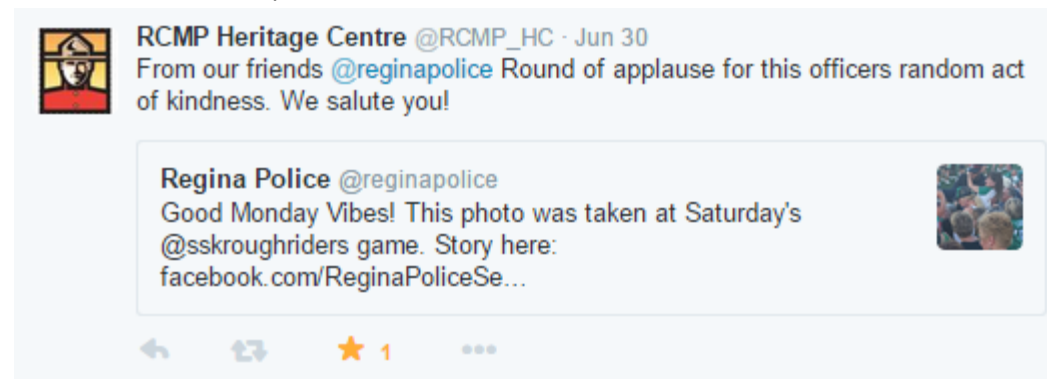 RCMP Heritage Centre @RCMP_HC · Jun 30
From our friends @reginapolice Round of applause for this officers random act
of kindness. We salute you!
Regina Police @reginapolice
Good Monday Vibes! This photo was taken at Saturday's
@sskroughriders game. Story here:
facebook.com/ReginaPoliceSe...
1